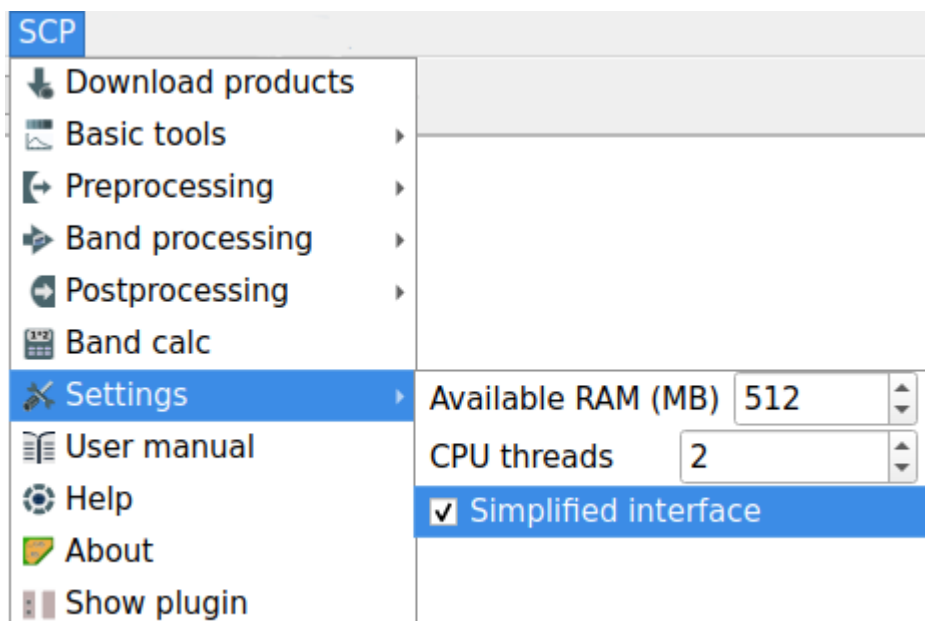 SCP
Download products
Basic tools
Preprocessing
Band processing
Postprocessing
Band calc
Settings
Available RAM (MB) 512
CPU threads 2
Simplified interface
User manual
Help
About
Show plugin